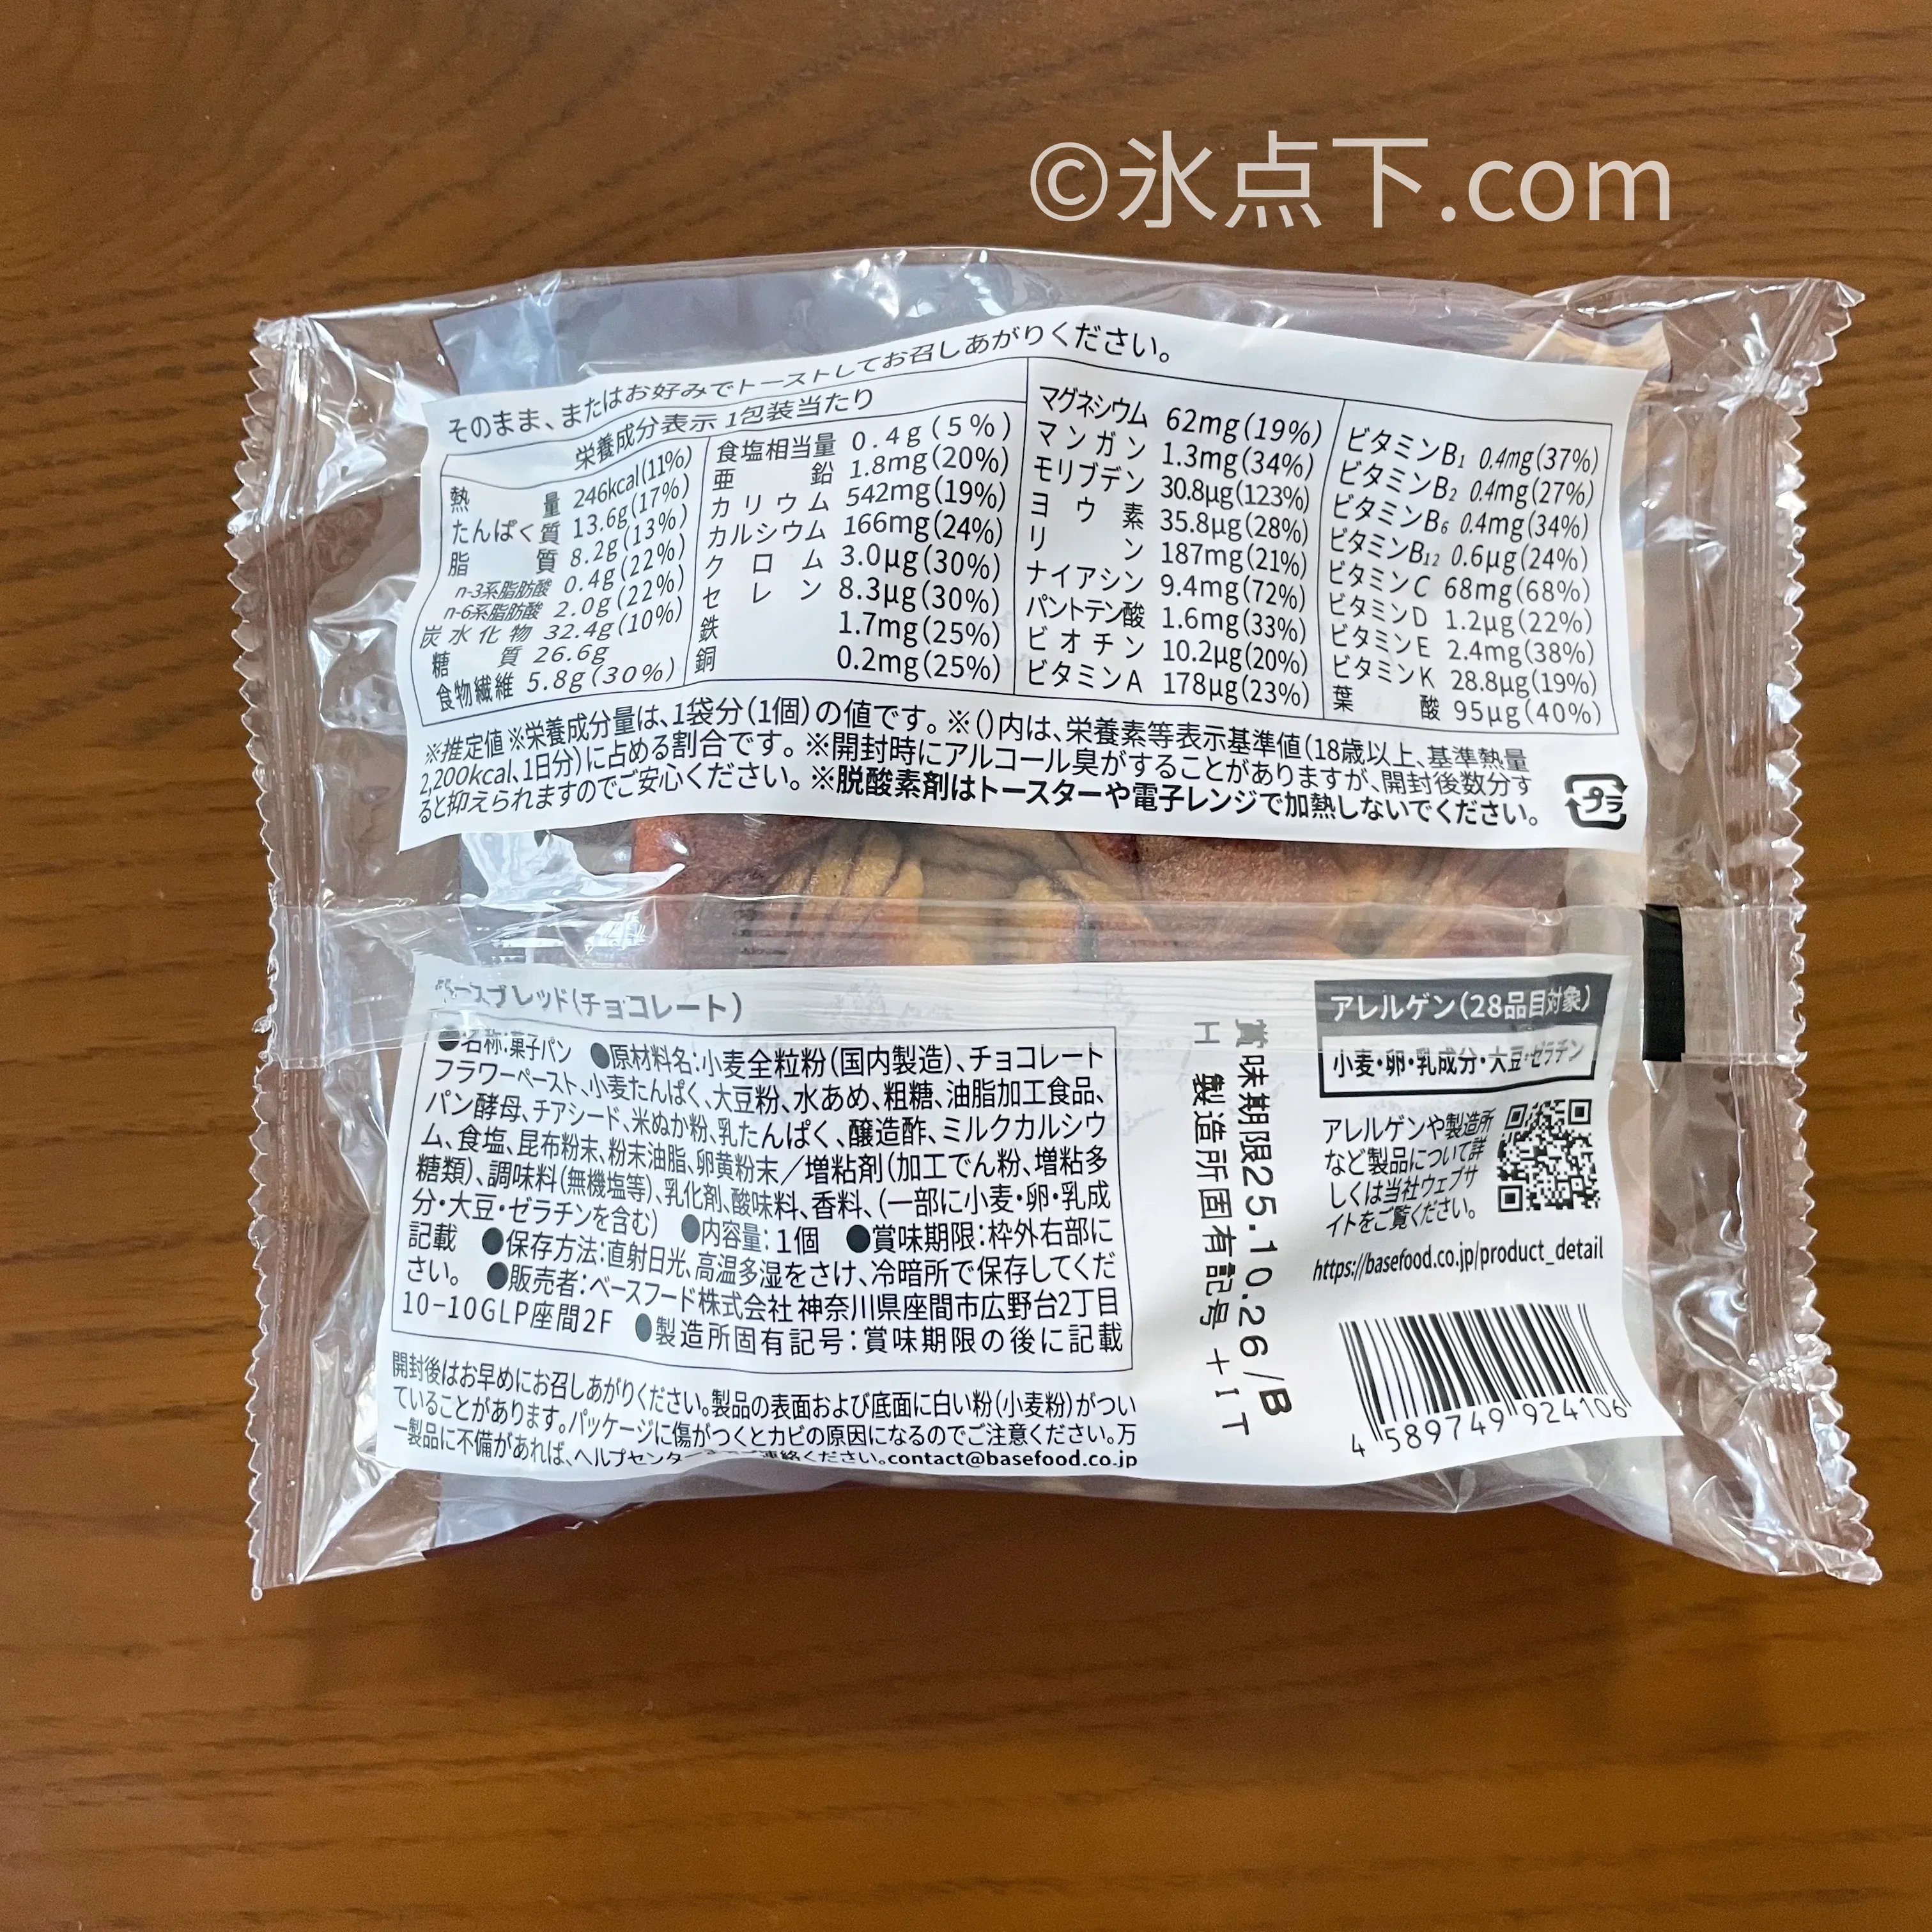 ©氷点下.com
そのまま、またはお好みでトーストしてお召しあがりください。
栄養成分表示 1包装当たり
熱量 246kcal(11%)
たんぱく質 13.6g(17%)
脂質 8.2g(13%)
n-3系脂肪酸 0.4g(22%)
n-6系脂肪酸 2.0g(22%)
炭水化物 32.4g(10%)
糖質 26.6g
食物繊維 5.8g(30%)
食塩相当量 0.4g(5%)
亜鉛 1.8mg(20%)
カリウム 542mg(19%)
カルシウム 166mg(24%)
クロム 3.0μg(30%)
セレン 8.3μg(30%)
鉄 1.7mg(25%)
銅 0.2mg(25%)
マグネシウム 62mg(19%)
マンガン 1.3mg(34%)
モリブデン 30.8μg(123%)
ヨウ素 35.8μg(28%)
リン 187mg(21%)
ナイアシン 9.4mg(72%)
パントテン酸 1.6mg(33%)
ビオチン 10.2μg(20%)
ビタミンA 178μg(23%)
ビタミンB1 0.4mg(37%)
ビタミンB2 0.4mg(27%)
ビタミンB6 0.4mg(34%)
ビタミンB12 0.6μg(24%)
ビタミンC 68mg(68%)
ビタミンD 1.2μg(22%)
ビタミンE 2.4mg(38%)
ビタミンK 28.8μg(19%)
葉酸 95μg(40%)
※推定値 ※栄養成分量は、1袋分(1個)の値です。※()内は、栄養素等表示基準値(18歳以上、基準熱量
2,200kcal、1日分)に占める割合です。※開封時にアルコール臭がすることがありますが、開封後数分す
ると抑えられますのでご安心ください。※脱酸素剤はトースターや電子レンジで加熱しないでください。
プラ
ースブレッド(チョコレート)
●名称:菓子パン ●原材料名:小麦全粒粉(国内製造)、チョコレート
フラワーペースト、小麦たんぱく、大豆粉、水あめ、粗糖、油脂加工食品、
パン酵母、チアシード、米ぬか粉、乳たんぱく、醸造酢、ミルクカルシウ
ム、食塩、昆布粉末、粉末油脂、卵黄粉末/増粘剤(加工でん粉、増粘多
糖類)、調味料(無機塩等)、乳化剤、酸味料、香料、(一部に小麦・卵・乳成
分・大豆・ゼラチンを含む) ●内容量:1個 ●賞味期限:枠外右部に
記載 ●保存方法:直射日光、高温多湿をさけ、冷暗所で保存してくだ
さい。 ●販売者:ベースフード株式会社 神奈川県座間市広野台2丁目
10-10GLP座間2F ●製造所固有記号:賞味期限の後に記載
開封後はお早めにお召しあがりください。製品の表面および底面に白い粉(小麦粉)がつい
ていることがあります。パッケージに傷がつくとカビの原因になるのでご注意ください。万
一製品に不備があれば、ヘルプセンター ご連絡ください。contact@basefood.co.jp
賞味期限25.10.26/B
H 製造所固有記号 +IT
アレルゲン(28品目対象)
小麦・卵・乳成分・大豆・ゼラチン
アレルゲンや製造所
など製品について詳
しくは当社ウェブサ
イトをご覧ください。
https://basefood.co.jp/product_detail
4 589749 924106